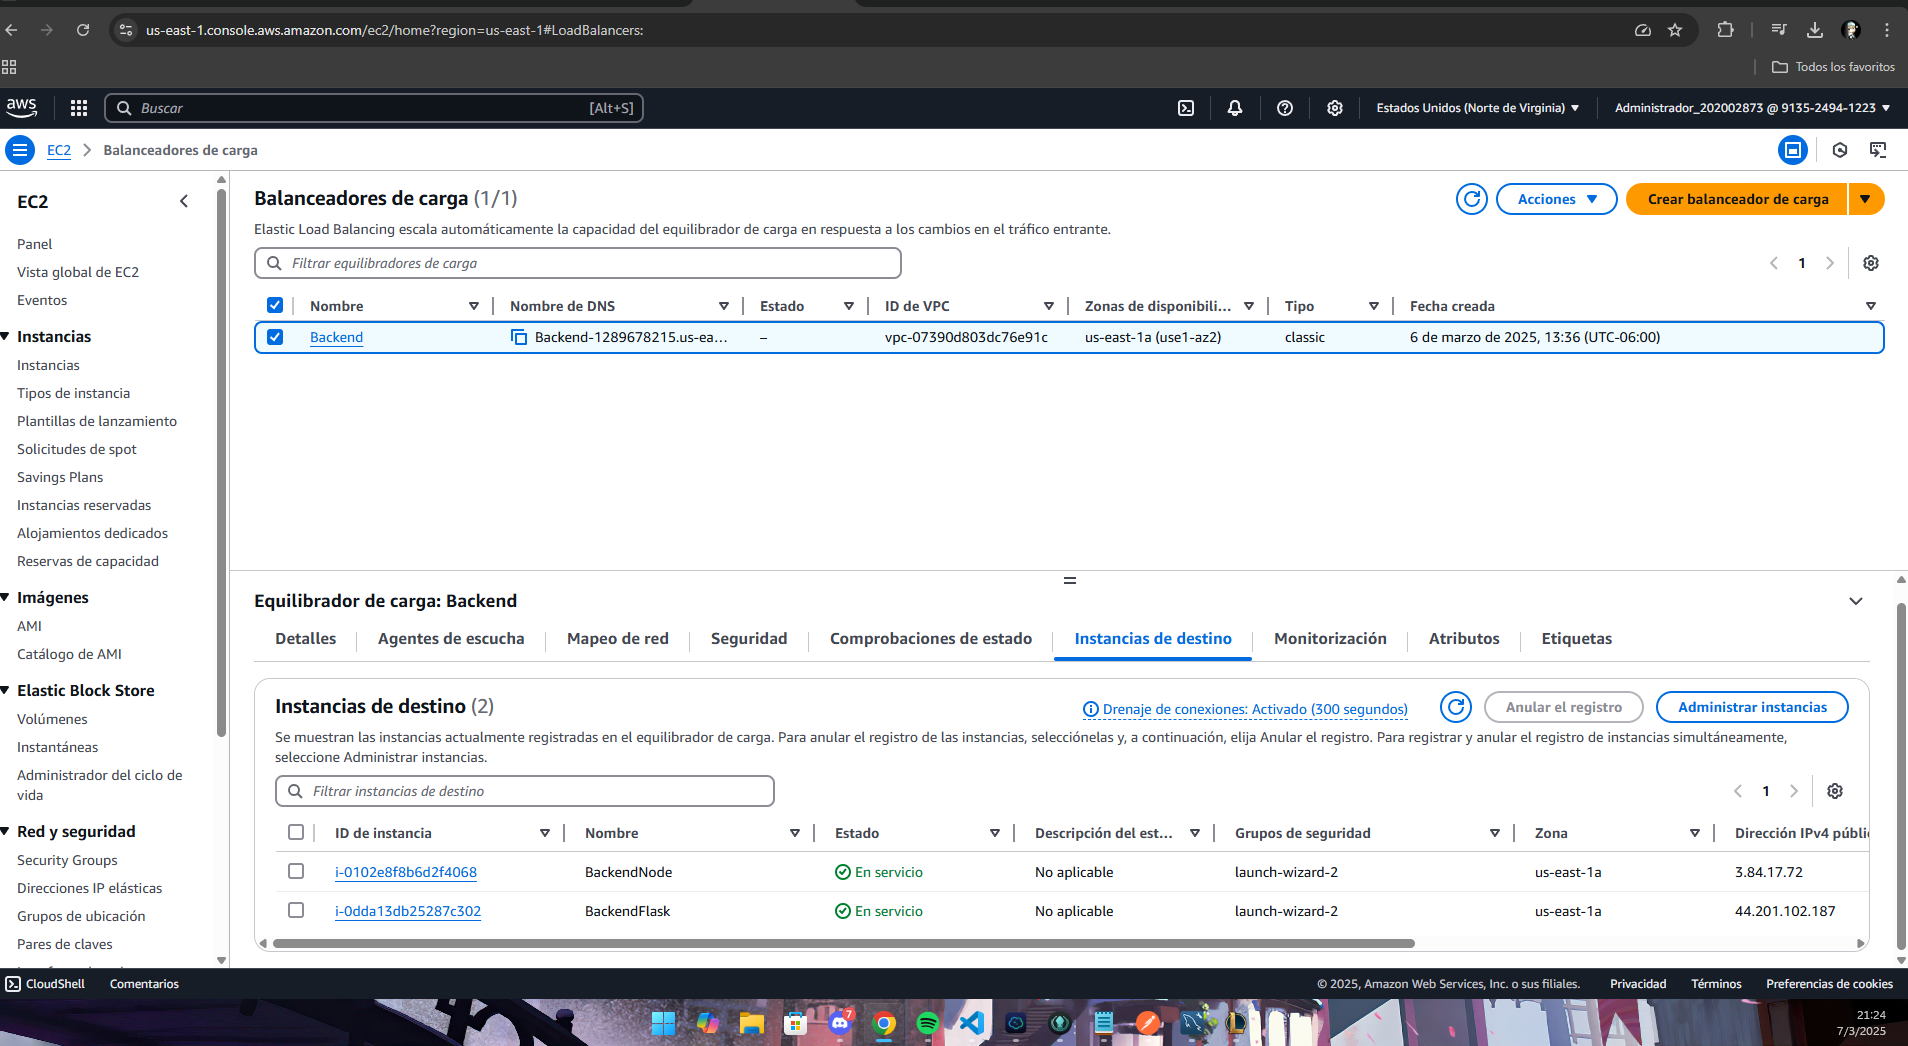 us-east-1.console.aws.amazon.com/ec2/home?region=us-east-1#LoadBalancers:
Todos los favoritos
aws
Buscar
[Alt+S]
Estados Unidos (Norte de Virginia)
Administrador_202002873 @ 9135-2494-1223
EC2
Balanceadores de carga
EC2
Panel
Vista global de EC2
Eventos
Instancias
Instancias
Tipos de instancia
Plantillas de lanzamiento
Solicitudes de spot
Savings Plans
Instancias reservadas
Alojamientos dedicados
Reservas de capacidad
Imágenes
AMI
Catálogo de AMI
Elastic Block Store
Volúmenes
Instantáneas
Administrador del ciclo de
vida
Red y seguridad
Security Groups
Direcciones IP elásticas
Grupos de ubicación
Pares de claves
Balanceadores de carga (1/1)
Acciones
Crear balanceador de carga
Elastic Load Balancing escala automáticamente la capacidad del equilibrador de carga en respuesta a los cambios en el tráfico entrante.
Filtrar equilibradores de carga
1
Nombre Nombre de DNS Estado ID de VPC Zonas de disponibili... Tipo Fecha creada
Backend Backend-1289678215.us-ea... – vpc-07390d803dc76e91c us-east-1a (use1-az2) classic 6 de marzo de 2025, 13:36 (UTC-06:00)
Equilibrador de carga: Backend
Detalles Agentes de escucha Mapeo de red Seguridad Comprobaciones de estado Instancias de destino Monitorización Atributos Etiquetas
Instancias de destino (2)
Drenaje de conexiones: Activado (300 segundos)
Anular el registro
Administrar instancias
Se muestran las instancias actualmente registradas en el equilibrador de carga. Para anular el registro de las instancias, selecciónelas y, a continuación, elija Anular el registro. Para registrar y anular el registro de instancias simultáneamente,
seleccione Administrar instancias.
Filtrar instancias de destino
1
ID de instancia Nombre Estado Descripción del est... Grupos de seguridad Zona Dirección IPv4 públi
i-0102e8f8b6d2f4068 BackendNode En servicio No aplicable launch-wizard-2 us-east-1a 3.84.17.72
i-0dda13db25287c302 BackendFlask En servicio No aplicable launch-wizard-2 us-east-1a 44.201.102.187
CloudShell
Comentarios
© 2025, Amazon Web Services, Inc. o sus filiales.
Privacidad
Términos
Preferencias de cookies
7
21:24
7/3/2025